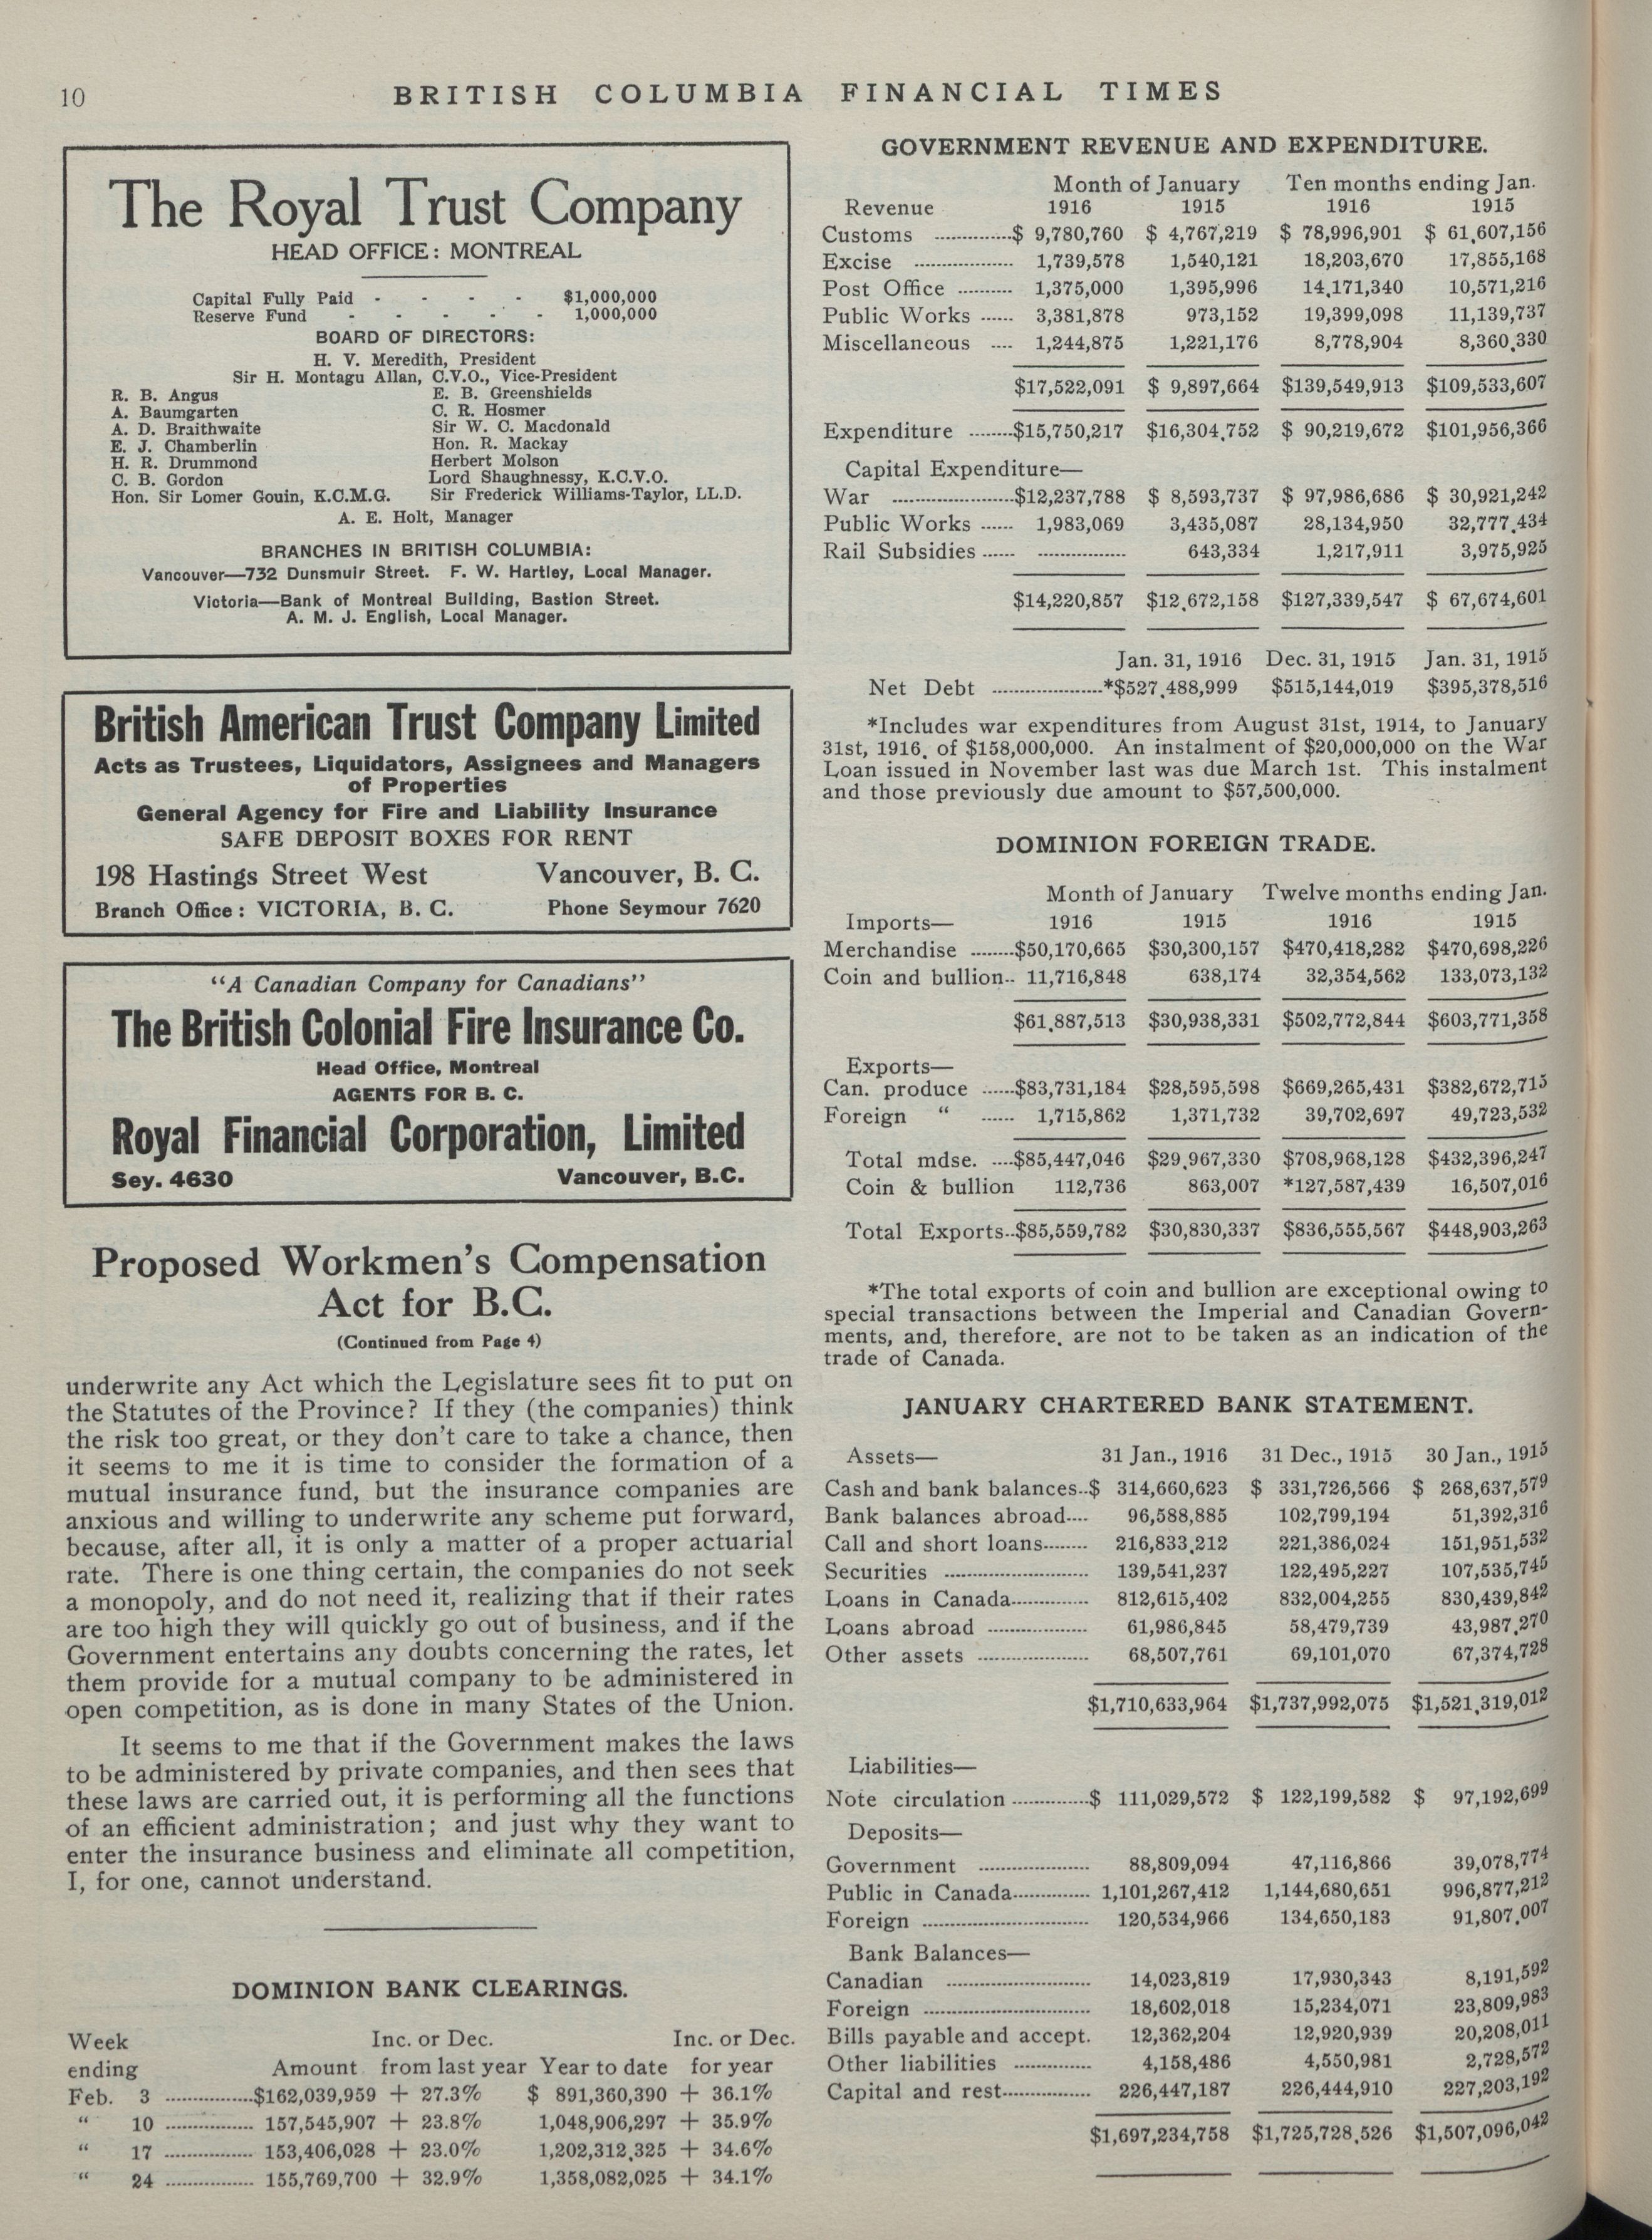 10
BRITISH COLUMBIA FINANCIAL TIMES
The Royal Trust Company
HEAD OFFICE: MONTREAL
Capital Fully Paid - - - - $1,000,000
Reserve Fund - - - - - 1,000,000
BOARD OF DIRECTORS:
H. V. Meredith, President
Sir H. Montagu Allan, C.V.O., Vice-President
R. B. Angus E. B. Greenshields
A. Baumgarten C. R. Hosmer
A. D. Braithwaite Sir W. C. Macdonald
E. J. Chamberlin Hon. R. Mackay
H. R. Drummond Herbert Molson
C. B. Gordon Lord Shaughnessy, K.C.V.O.
Hon. Sir Lomer Gouin, K.C.M.G. Sir Frederick Williams-Taylor, LL.D.
A. E. Holt, Manager
BRANCHES IN BRITISH COLUMBIA:
Vancouver—732 Dunsmuir Street. F. W. Hartley, Local Manager.
Victoria—Bank of Montreal Building, Bastion Street.
A. M. J. English, Local Manager.
British American Trust Company Limited
Acts as Trustees, Liquidators, Assignees and Managers
of Properties
General Agency for Fire and Liability Insurance
SAFE DEPOSIT BOXES FOR RENT
198 Hastings Street West Vancouver, B. C.
Branch Office: VICTORIA, B. C. Phone Seymour 7620
"A Canadian Company for Canadians"
The British Colonial Fire Insurance Co.
Head Office, Montreal
AGENTS FOR B. C.
Royal Financial Corporation, Limited
Sey. 4630 Vancouver, B.C.
Proposed Workmen's Compensation
Act for B.C.
(Continued from Page 4)
underwrite any Act which the Legislature sees fit to put on
the Statutes of the Province? If they (the companies) think
the risk too great, or they don't care to take a chance, then
it seems to me it is time to consider the formation of a
mutual insurance fund, but the insurance companies are
anxious and willing to underwrite any scheme put forward,
because, after all, it is only a matter of a proper actuarial
rate. There is one thing certain, the companies do not seek
a monopoly, and do not need it, realizing that if their rates
are too high they will quickly go out of business, and if the
Government entertains any doubts concerning the rates, let
them provide for a mutual company to be administered in
open competition, as is done in many States of the Union.
It seems to me that if the Government makes the laws
to be administered by private companies, and then sees that
these laws are carried out, it is performing all the functions
of an efficient administration; and just why they want to
enter the insurance business and eliminate all competition,
I, for one, cannot understand.
DOMINION BANK CLEARINGS.
Week Inc. or Dec. Inc. or Dec.
ending Amount from last year Year to date for year
Feb. 3 ..............$162,039,959 + 27.3% $ 891,360,390 + 36.1%
" 10 .............. 157,545,907 + 23.8% 1,048,906,297 + 35.9%
" 17 .............. 153,406,028 + 23.0% 1,202,312,325 + 34.6%
" 24 .............. 155,769,700 + 32.9% 1,358,082,025 + 34.1%
GOVERNMENT REVENUE AND EXPENDITURE.
Month of January Ten months ending Jan.
Revenue 1916 1915 1916 1915
Customs .............$ 9,780,760 $ 4,767,219 $ 78,996,901 $ 61,607,156
Excise ................. 1,739,578 1,540,121 18,203,670 17,855,168
Post Office .......... 1,375,000 1,395,996 14,171,340 10,571,216
Public Works ...... 3,381,878 973,152 19,399,098 11,139,737
Miscellaneous .... 1,244,875 1,221,176 8,778,904 8,360,330
$17,522,091 $ 9,897,664 $139,549,913 $109,533,607
Expenditure ........$15,750,217 $16,304,752 $ 90,219,672 $101,956,366
Capital Expenditure—
War .....................$12,237,788 $ 8,593,737 $ 97,986,686 $ 30,921,242
Public Works ...... 1,983,069 3,435,087 28,134,950 32,777,434
Rail Subsidies ...... ............... 643,334 1,217,911 3,975,925
$14,220,857 $12,672,158 $127,339,547 $ 67,674,601
Jan. 31, 1916 Dec. 31, 1915 Jan. 31, 1915
Net Debt ...................*$527,488,999 $515,144,019 $395,378,516
*Includes war expenditures from August 31st, 1914, to January
31st, 1916, of $158,000,000. An instalment of $20,000,000 on the War
Loan issued in November last was due March 1st. This instalment
and those previously due amount to $57,500,000.
DOMINION FOREIGN TRADE.
Month of January Twelve months ending Jan.
Imports— 1916 1915 1916 1915
Merchandise ........$50,170,665 $30,300,157 $470,418,282 $470,698,226
Coin and bullion.. 11,716,848 638,174 32,354,562 133,073,132
$61,887,513 $30,938,331 $502,772,844 $603,771,358
Exports—
Can. produce ......$83,731,184 $28,595,598 $669,265,431 $382,672,715
Foreign " ...... 1,715,862 1,371,732 39,702,697 49,723,532
Total mdse. ....$85,447,046 $29,967,330 $708,968,128 $432,396,247
Coin & bullion 112,736 863,007 *127,587,439 16,507,016
Total Exports..$85,559,782 $30,830,337 $836,555,567 $448,903,263
*The total exports of coin and bullion are exceptional owing to
special transactions between the Imperial and Canadian Govern-
ments, and, therefore, are not to be taken as an indication of the
trade of Canada.
JANUARY CHARTERED BANK STATEMENT.
Assets— 31 Jan., 1916 31 Dec., 1915 30 Jan., 1915
Cash and bank balances..$ 314,660,623 $ 331,726,566 $ 268,637,579
Bank balances abroad.... 96,588,885 102,799,194 51,392,316
Call and short loans........ 216,833,212 221,386,024 151,951,532
Securities ......................... 139,541,237 122,495,227 107,535,745
Loans in Canada............. 812,615,402 832,004,255 830,439,842
Loans abroad ................. 61,986,845 58,479,739 43,987,270
Other assets ................... 68,507,761 69,101,070 67,374,728
$1,710,633,964 $1,737,992,075 $1,521,319,012
Liabilities—
Note circulation .............$ 111,029,572 $ 122,199,582 $ 97,192,699
Deposits—
Government ................... 88,809,094 47,116,866 39,078,774
Public in Canada............. 1,101,267,412 1,144,680,651 996,877,212
Foreign ............................. 120,534,966 134,650,183 91,807,007
Bank Balances—
Canadian ......................... 14,023,819 17,930,343 8,191,592
Foreign ............................. 18,602,018 15,234,071 23,809,983
Bills payable and accept. 12,362,204 12,920,939 20,208,011
Other liabilities ............. 4,158,486 4,550,981 2,728,572
Capital and rest............... 226,447,187 226,444,910 227,203,192
$1,697,234,758 $1,725,728,526 $1,507,096,042